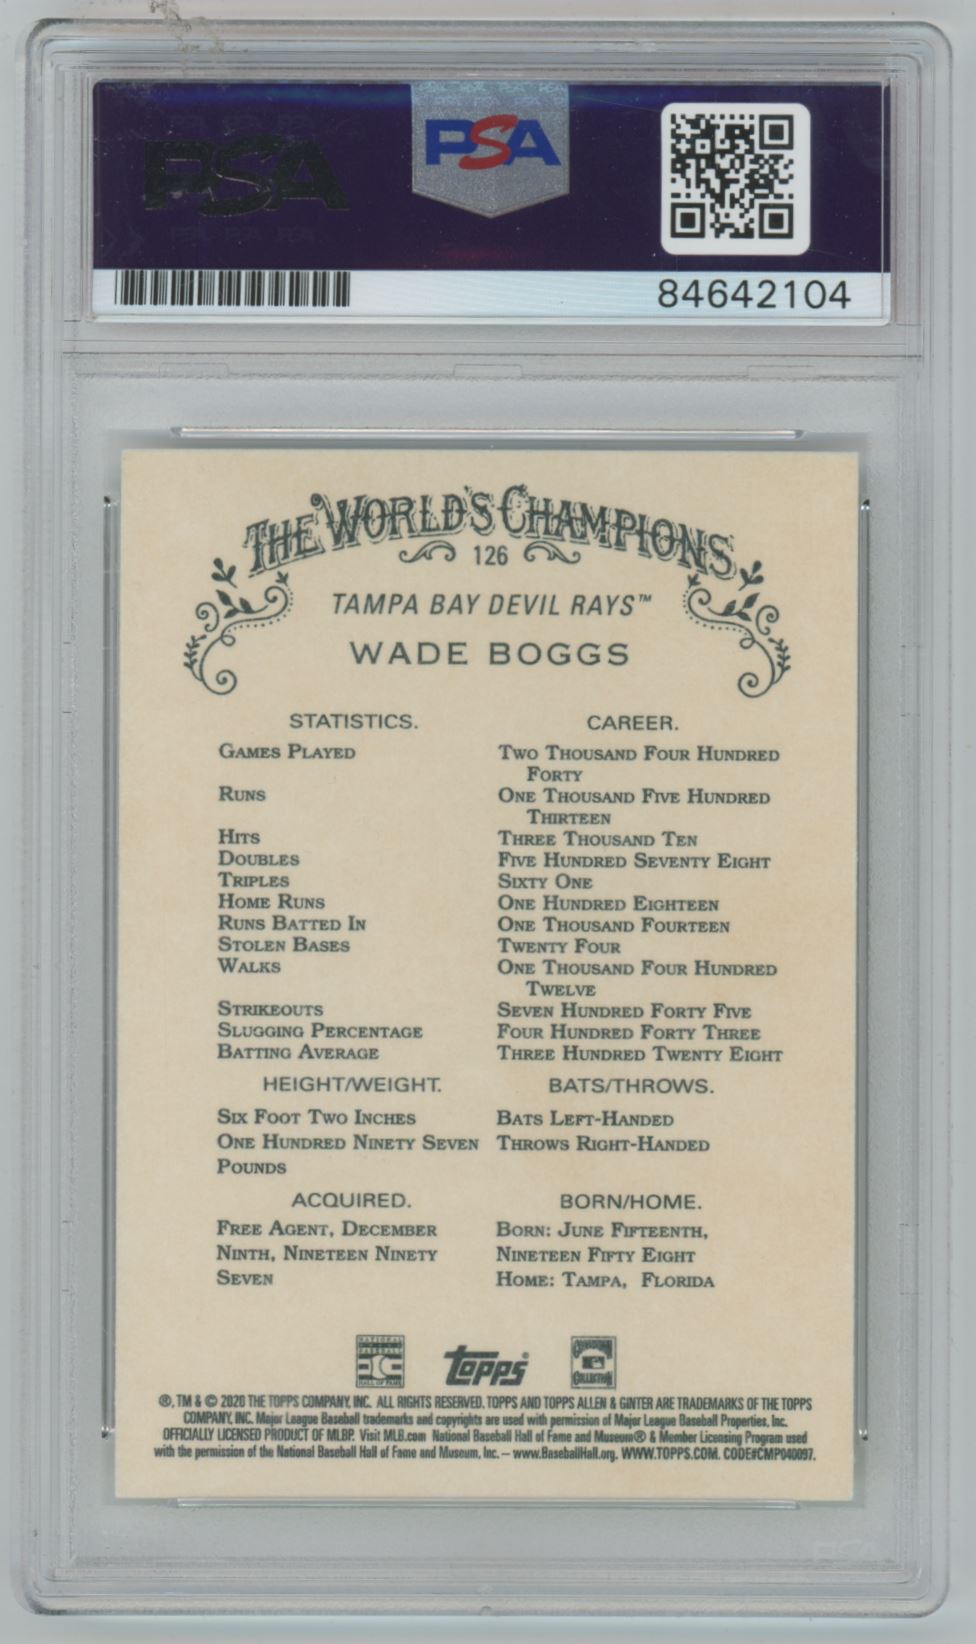 PSA
PSA
84642104
THE WORLD'S CHAMPIONS
126
TAMPA BAY DEVIL RAYS™
WADE BOGGS
STATISTICS. CAREER.
GAMES PLAYED TWO THOUSAND FOUR HUNDRED
FORTY
RUNS ONE THOUSAND FIVE HUNDRED
THIRTEEN
HITS THREE THOUSAND TEN
DOUBLES FIVE HUNDRED SEVENTY EIGHT
TRIPLES SIXTY ONE
HOME RUNS ONE HUNDRED EIGHTEEN
RUNS BATTED IN ONE THOUSAND FOURTEEN
STOLEN BASES TWENTY FOUR
WALKS ONE THOUSAND FOUR HUNDRED
TWELVE
STRIKEOUTS SEVEN HUNDRED FORTY FIVE
SLUGGING PERCENTAGE FOUR HUNDRED FORTY THREE
BATTING AVERAGE THREE HUNDRED TWENTY EIGHT
HEIGHT/WEIGHT. BATS/THROWS.
SIX FOOT TWO INCHES BATS LEFT-HANDED
ONE HUNDRED NINETY SEVEN THROWS RIGHT-HANDED
POUNDS
ACQUIRED. BORN/HOME.
FREE AGENT, DECEMBER BORN: JUNE FIFTEENTH,
NINTH, NINETEEN NINETY NINETEEN FIFTY EIGHT
SEVEN HOME: TAMPA, FLORIDA
NATIONAL BASEBALL HALL OF FAME topps® COOPERSTOWN COLLECTION
®, TM & © 2020 THE TOPPS COMPANY, INC. ALL RIGHTS RESERVED. TOPPS AND TOPPS ALLEN & GINTER ARE TRADEMARKS OF THE TOPPS
COMPANY, INC. Major League Baseball trademarks and copyrights are used with permission of Major League Baseball Properties, Inc.
OFFICIALLY LICENSED PRODUCT OF MLBP. Visit MLB.com National Baseball Hall of Fame and Museum® & Member Licensing Program used
with the permission of the National Baseball Hall of Fame and Museum, Inc. – www.BaseballHall.org. WWW.TOPPS.COM. CODE#CMP040097.